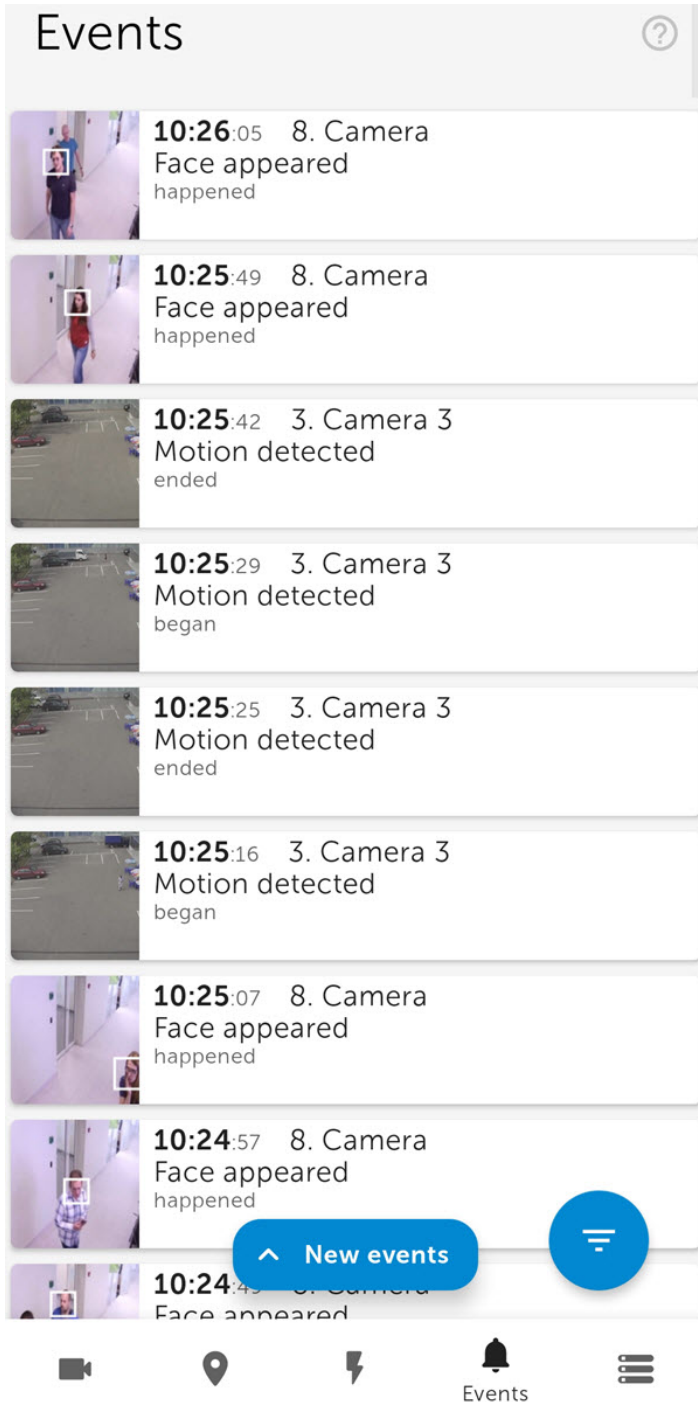 Events
10:26:05 8. Camera
Face appeared
happened
10:25:49 8. Camera
Face appeared
happened
10:25:42 3. Camera 3
Motion detected
ended
10:25:29 3. Camera 3
Motion detected
began
10:25:25 3. Camera 3
Motion detected
ended
10:25:16 3. Camera 3
Motion detected
began
10:25:07 8. Camera
Face appeared
happened
10:24:57 8. Camera
Face appeared
happened
New events
10:24 Camera
Face appeared
Events